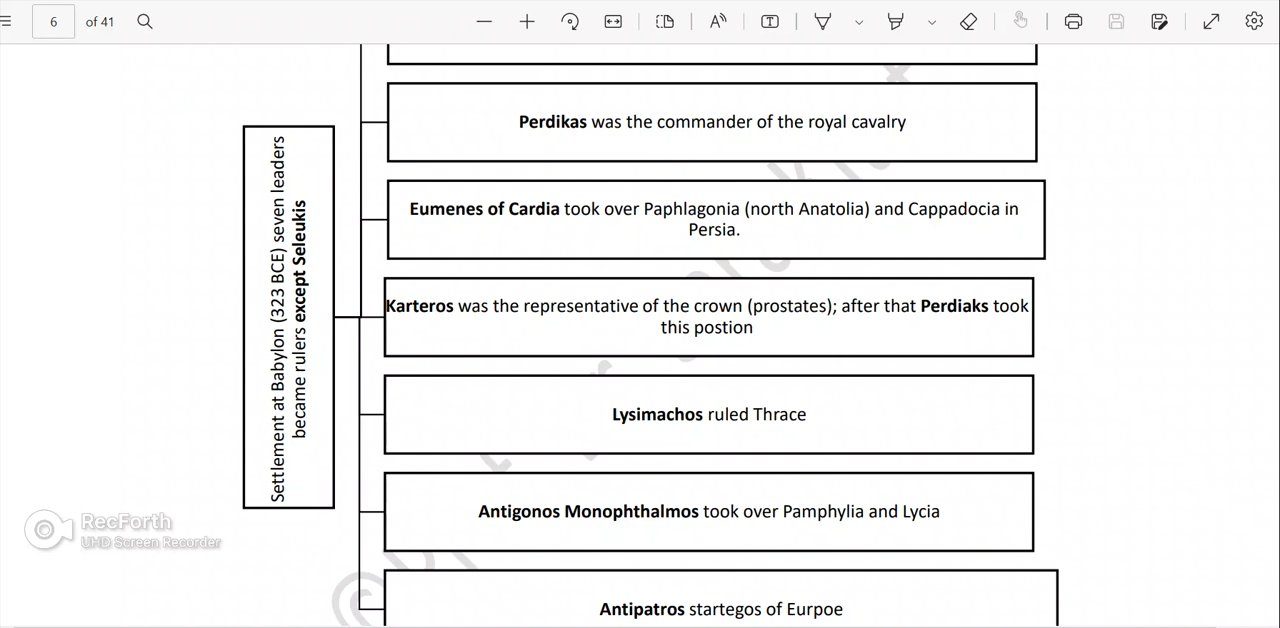 6 of 41
Perdikas was the commander of the royal cavalry
Eumenes of Cardia took over Paphlagonia (north Anatolia) and Cappadocia in
Persia.
Settlement at Babylon (323 BCE) seven leaders
became rulers except Seleukis
Karteros was the representative of the crown (prostates); after that Perdiaks took
this postion
Lysimachos ruled Thrace
Antigonos Monophthalmos took over Pamphylia and Lycia
RecForth
UHD Screen Recorder
Antipatros startegos of Eurpoe